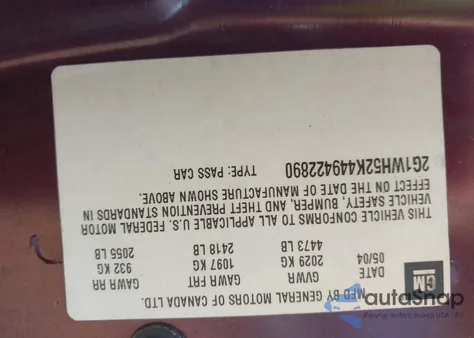 GM
MFD BY GENERAL MOTORS OF CANADA LTD.
DATE GVWR GAWR FRT GAWR RR
05/04 2029 KG 1097 KG 932 KG
4473 LB 2418 LB 2055 LB
THIS VEHICLE CONFORMS TO ALL APPLICABLE U.S. FEDERAL MOTOR
VEHICLE SAFETY, BUMPER, AND THEFT PREVENTION STANDARDS IN
EFFECT ON THE DATE OF MANUFACTURE SHOWN ABOVE.
2G1WH52K449422890 TYPE: PASS CAR
autoSnap